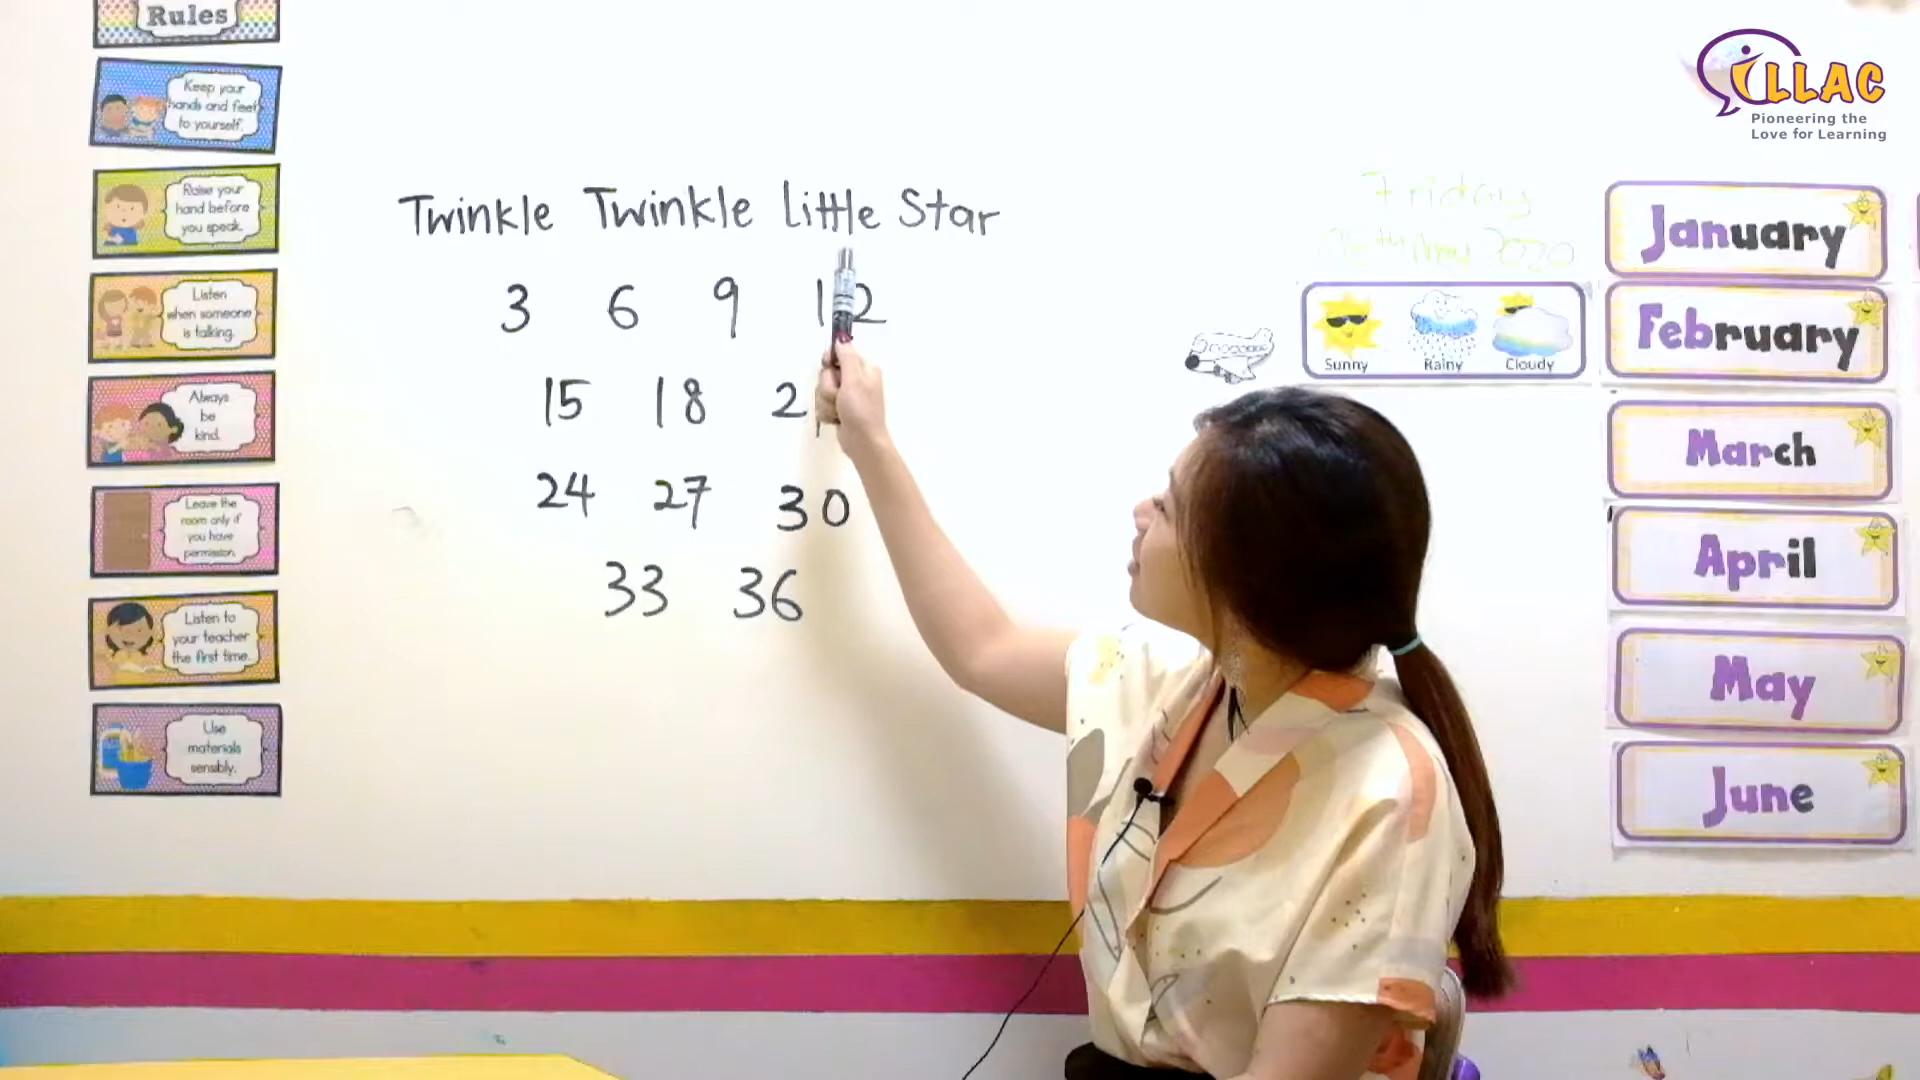 Rules
Keep your
hands and feet
to yourself.
Raise your
hand before
you speak.
Listen
when someone
is talking.
Always
be
kind.
Leave the
room only if
you have
permission.
Listen to
your teacher
the first time.
Use
materials
sensibly.
Twinkle Twinkle Little Star
3 6 9 12
15 18 2
24 27 30
33 36
iLLAC
Pioneering the
Love for Learning
Friday
2020
Sunny Rainy Cloudy
January
February
March
April
May
June